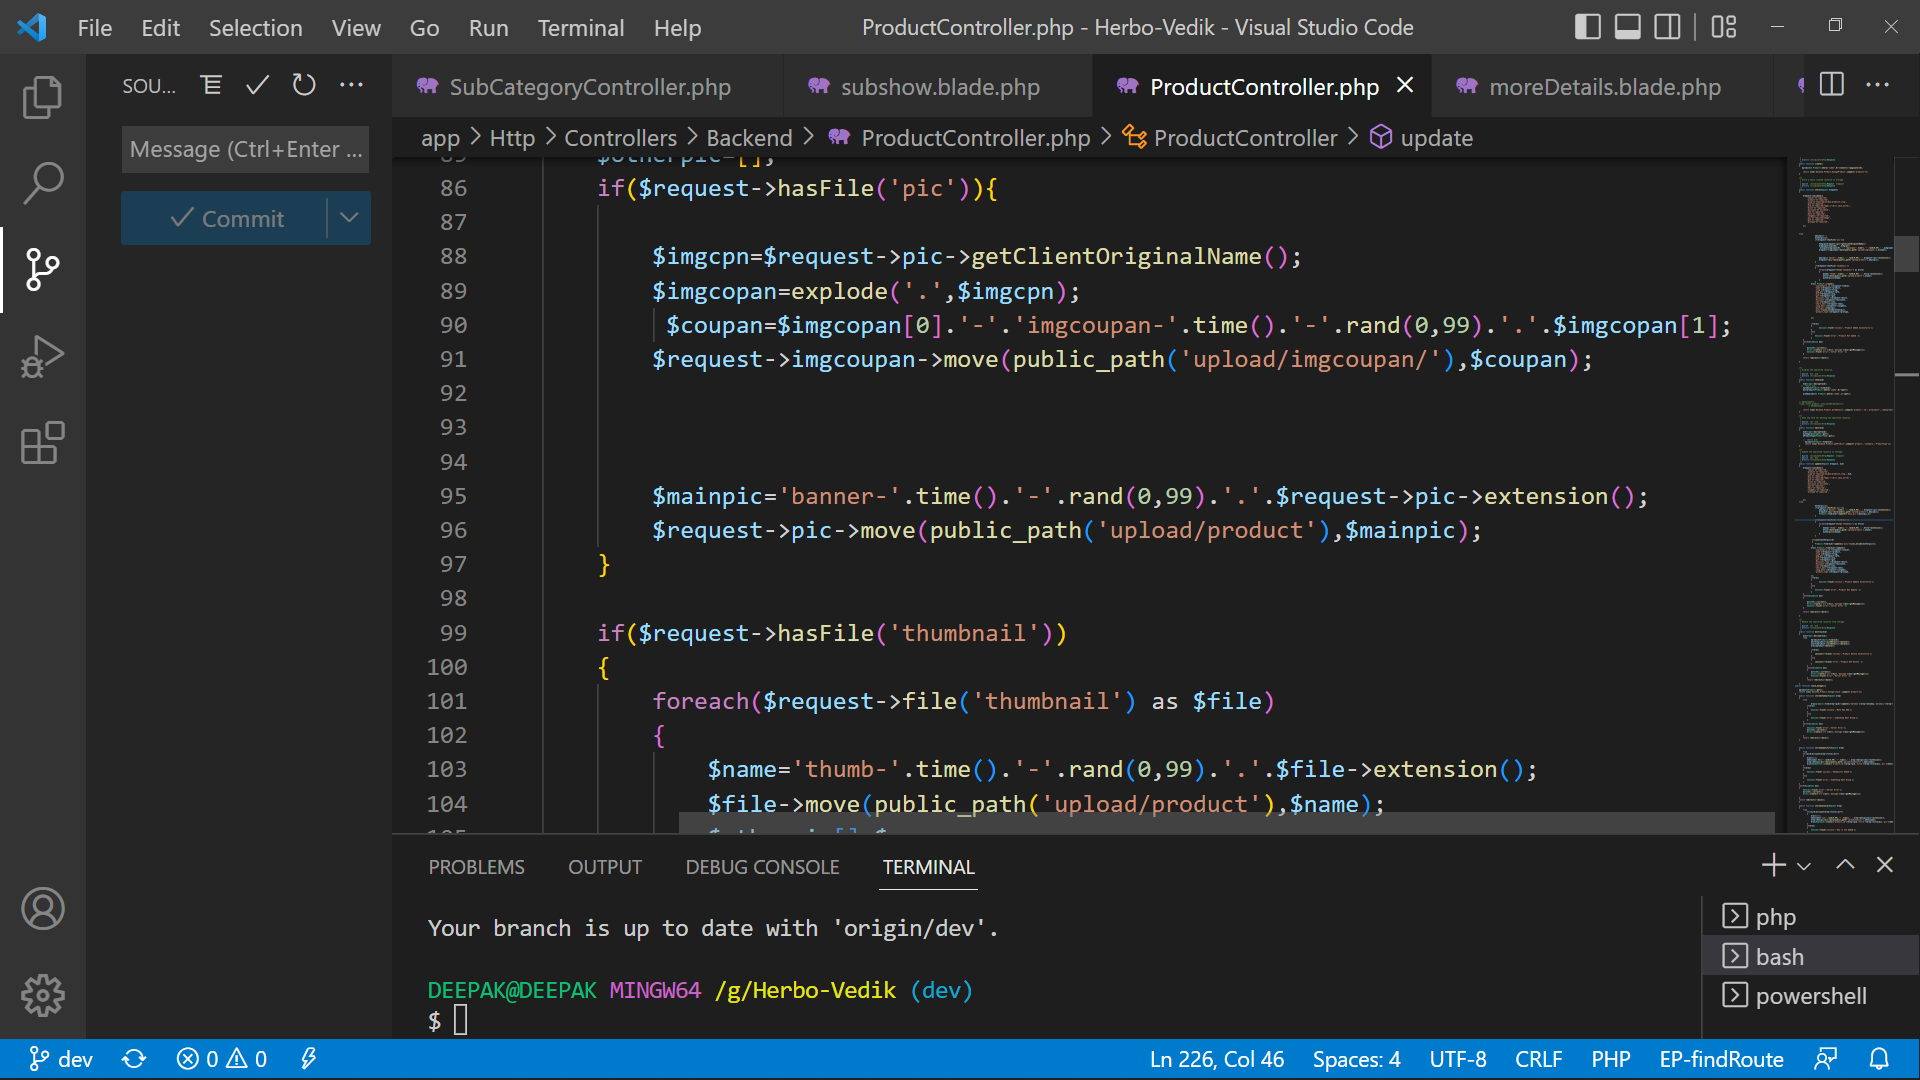 File Edit Selection View Go Run Terminal Help
ProductController.php - Herbo-Vedik - Visual Studio Code
SOU...
SubCategoryController.php
subshow.blade.php
ProductController.php
moreDetails.blade.php
Message (Ctrl+Enter ...
Commit
app > Http > Controllers > Backend > ProductController.php > ProductController > update
86 if($request->hasFile('pic')){
87
88 $imgcpn=$request->pic->getClientOriginalName();
89 $imgcopan=explode('.',$imgcpn);
90 $coupan=$imgcopan[0].'-'.'imgcoupan-'.time().'-'.rand(0,99).'.'.$imgcopan[1];
91 $request->imgcoupan->move(public_path('upload/imgcoupan/'),$coupan);
92
93
94
95 $mainpic='banner-'.time().'-'.rand(0,99).'.'.$request->pic->extension();
96 $request->pic->move(public_path('upload/product'),$mainpic);
97 }
98
99 if($request->hasFile('thumbnail'))
100 {
101 foreach($request->file('thumbnail') as $file)
102 {
103 $name='thumb-'.time().'-'.rand(0,99).'.'.$file->extension();
104 $file->move(public_path('upload/product'),$name);
PROBLEMS OUTPUT DEBUG CONSOLE TERMINAL
Your branch is up to date with 'origin/dev'.
DEEPAK@DEEPAK MINGW64 /g/Herbo-Vedik (dev)
$
php
bash
powershell
dev 0 0
Ln 226, Col 46 Spaces: 4 UTF-8 CRLF PHP EP-findRoute